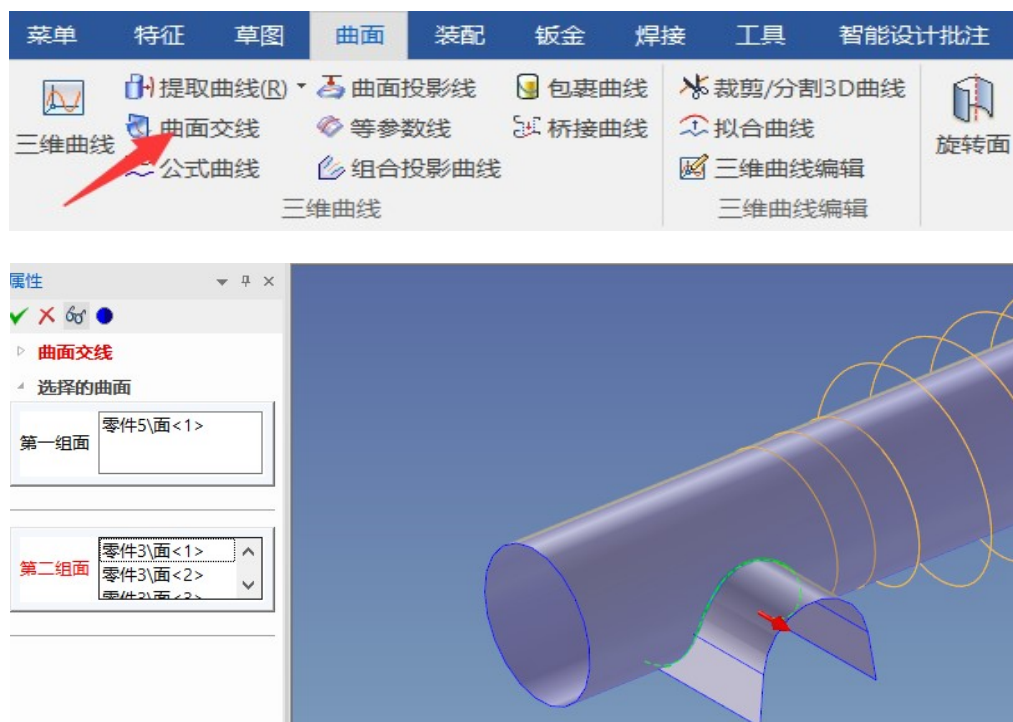 菜单 特征 草图 曲面 装配 钣金 焊接 工具 智能设计批注
提取曲线(R) 曲面投影线 包裹曲线 裁剪/分割3D曲线
曲面交线 等参数线 桥接曲线 拟合曲线
三维曲线 旋转面
公式曲线 组合投影曲线 三维曲线编辑
三维曲线 三维曲线编辑
属性
曲面交线
选择的曲面
零件5\面<1>
第一组面
零件3\面<1>
第二组面 零件3\面<2>